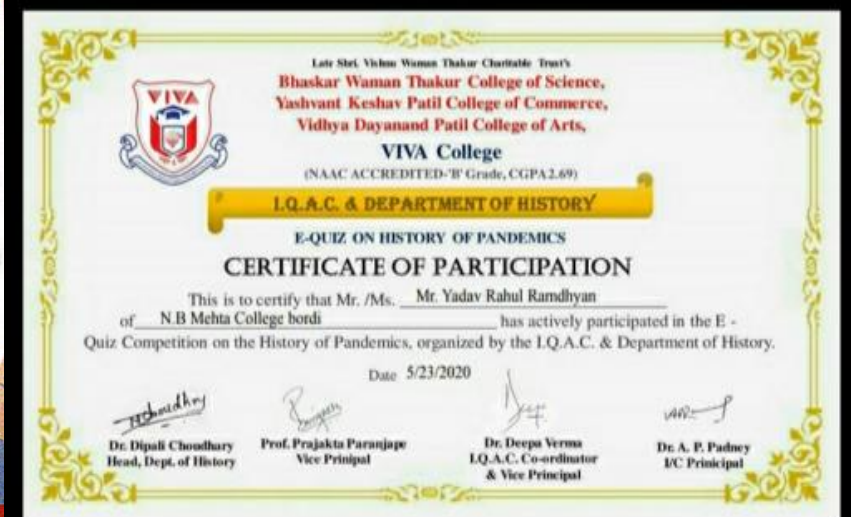 VIVA
Late Shri. Vishnu Waman Thakur Charitable Trust's
Bhaskar Waman Thakur College of Science,
Yashvant Keshav Patil College of Commerce,
Vidhya Dayanand Patil College of Arts,
VIVA College
(NAAC ACCREDITED-'B' Grade, CGPA2.69)
I.Q.A.C. & DEPARTMENT OF HISTORY
E-QUIZ ON HISTORY OF PANDEMICS
CERTIFICATE OF PARTICIPATION
This is to certify that Mr. /Ms. Mr. Yadav Rahul Ramdhyan
of N.B Mehta College bordi has actively participated in the E -
Quiz Competition on the History of Pandemics, organized by the I.Q.A.C. & Department of History.
Date 5/23/2020
Dr. Dipali Choudhary
Head, Dept. of History
Prof. Prajakta Paranjape
Vice Prinipal
Dr. Deepa Verma
I.Q.A.C. Co-ordinator
& Vice Principal
Dr. A. P. Padney
I/C Prinicipal